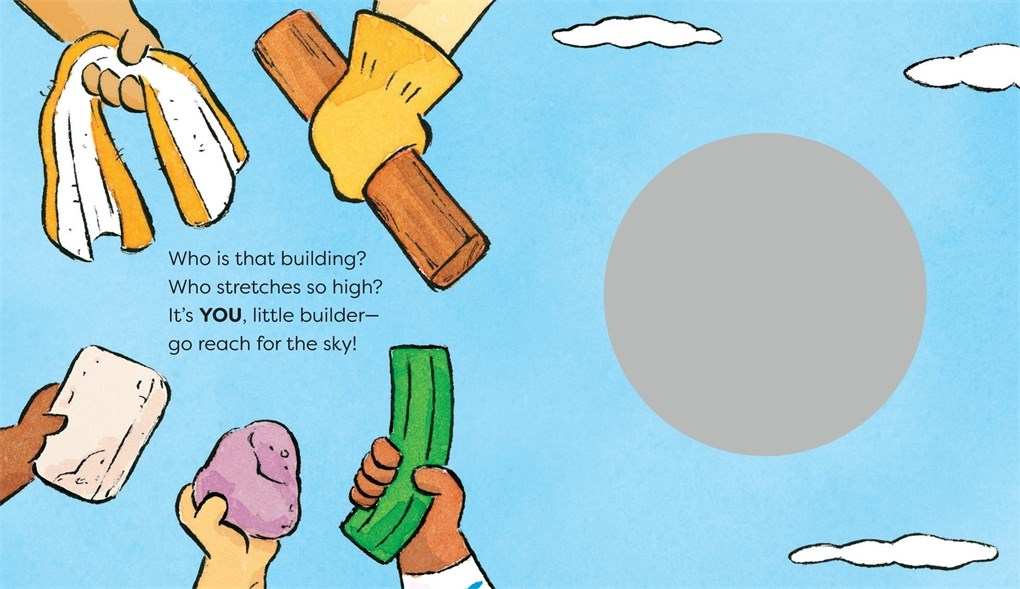 Who is that building?
Who stretches so high?
It’s YOU, little builder—
go reach for the sky!